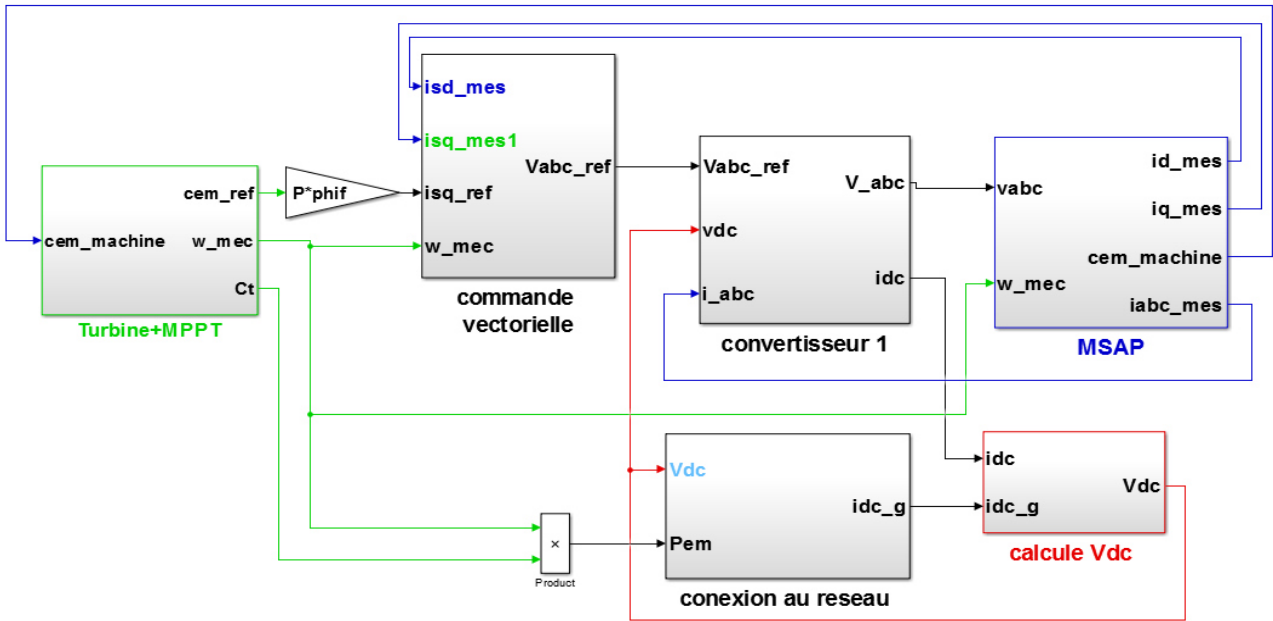 isd_mes
isq_mes1
isq_ref
w_mec
Vabc_ref
commande
vectorielle
cem_machine
cem_ref
w_mec
Ct
Turbine+MPPT
P*phif
Vabc_ref
vdc
i_abc
V_abc
idc
convertisseur 1
vabc
w_mec
id_mes
iq_mes
cem_machine
iabc_mes
MSAP
×
Product
Vdc
Pem
idc_g
conexion au reseau
idc
idc_g
Vdc
calcule Vdc